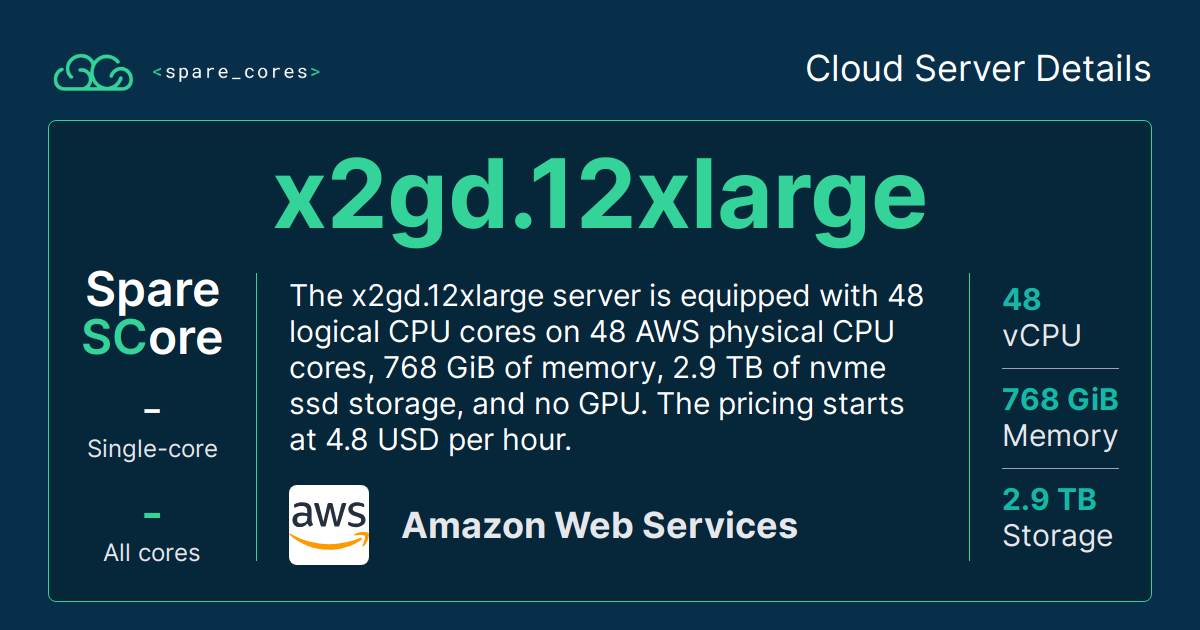 <spare_cores>
Cloud Server Details
x2gd.12xlarge
Spare
SCore
–
Single-core
–
All cores
The x2gd.12xlarge server is equipped with 48
logical CPU cores on 48 AWS physical CPU
cores, 768 GiB of memory, 2.9 TB of nvme
ssd storage, and no GPU. The pricing starts
at 4.8 USD per hour.
aws
Amazon Web Services
48
vCPU
768 GiB
Memory
2.9 TB
Storage